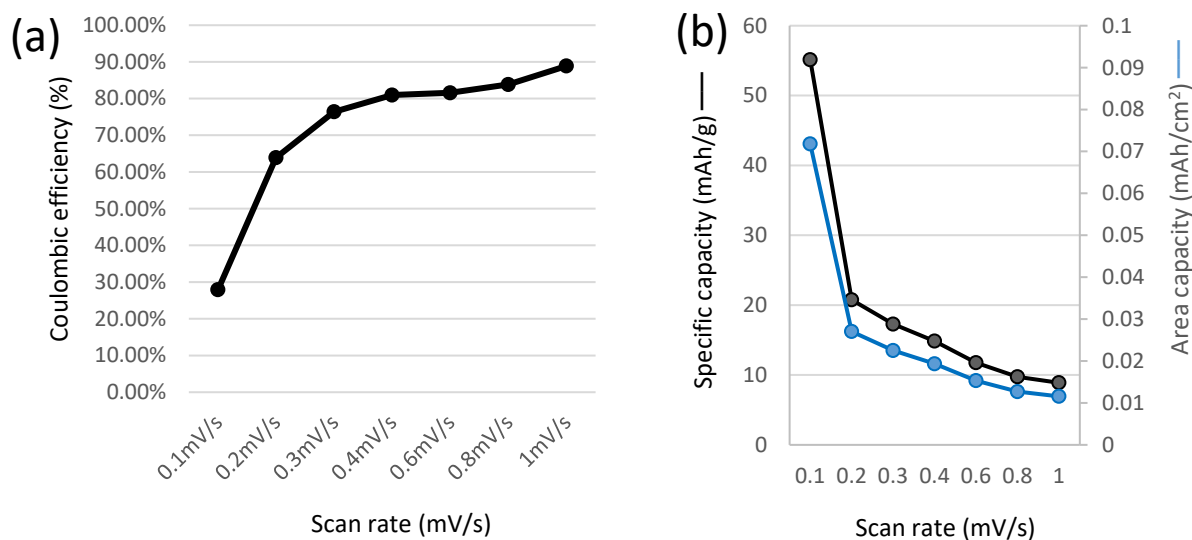 (a)
Coulombic efficiency (%)
100.00%
90.00%
80.00%
70.00%
60.00%
50.00%
40.00%
30.00%
20.00%
10.00%
0.00%
0.1mV/s
0.2mV/s
0.3mV/s
0.4mV/s
0.6mV/s
0.8mV/s
1mV/s
Scan rate (mV/s)
(b)
Specific capacity (mAh/g)
60
50
40
30
20
10
0
0.1 0.2 0.3 0.4 0.6 0.8 1
Scan rate (mV/s)
0.1
0.09
0.08
0.07
0.06
0.05
0.04
0.03
0.02
0.01
0
Area capacity (mAh/cm²)